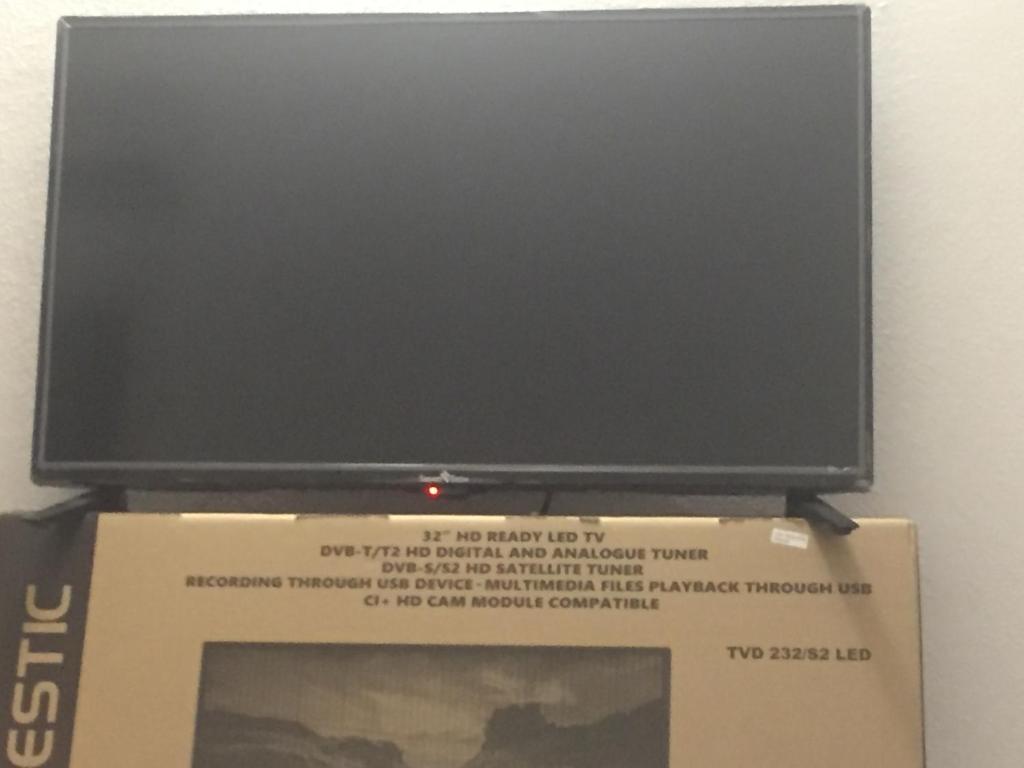 32" HD READY LED TV
DVB-T/T2 HD DIGITAL AND ANALOGUE TUNER
DVB-S/S2 HD SATELLITE TUNER
RECORDING THROUGH USB DEVICE - MULTIMEDIA FILES PLAYBACK THROUGH USB
CI+ HD CAM MODULE COMPATIBLE
TVD 232/S2 LED
ESTIC